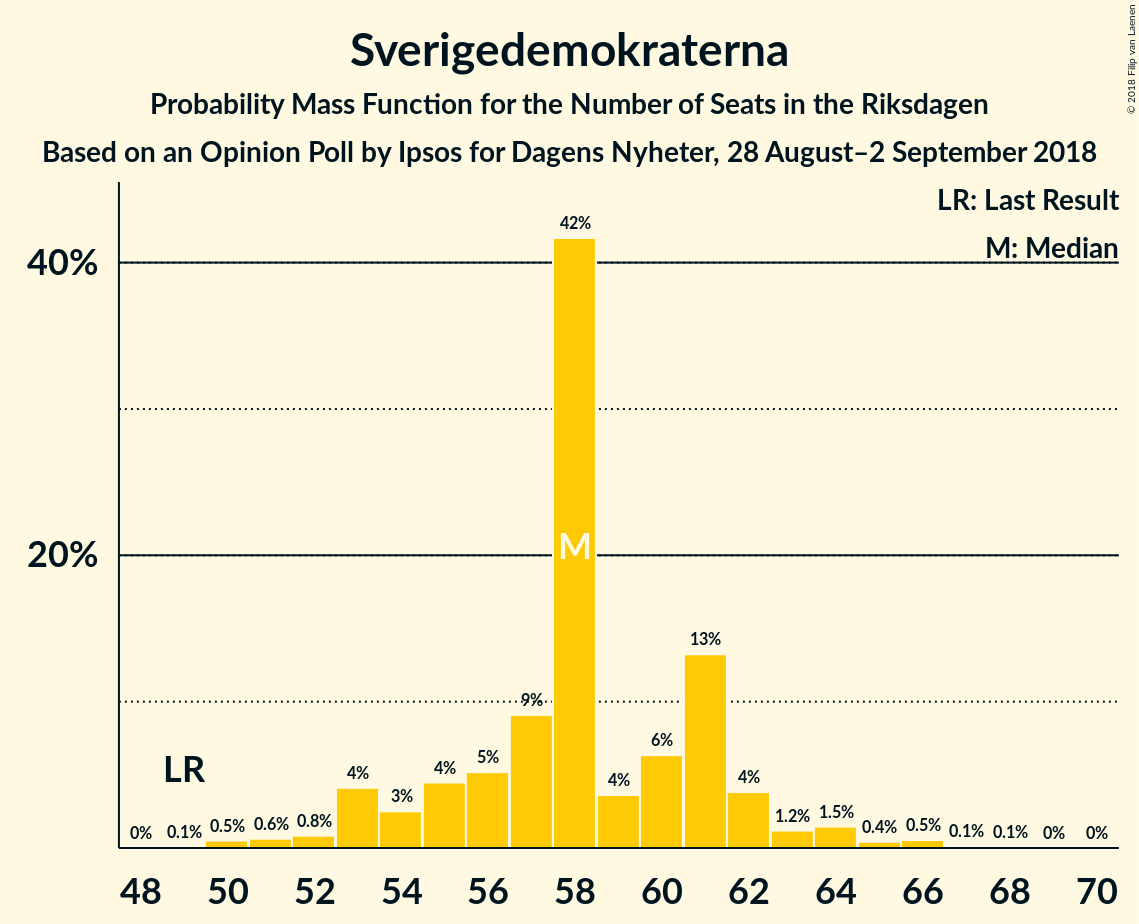 Sverigedemokraterna
Probability Mass Function for the Number of Seats in the Riksdagen
Based on an Opinion Poll by Ipsos for Dagens Nyheter, 28 August–2 September 2018
© 2018 Filip van Laenen
LR: Last Result
M: Median
40%
20%
LR
M
0%
0.1%
0.5%
0.6%
0.8%
4%
3%
4%
5%
9%
42%
4%
6%
13%
4%
1.2%
1.5%
0.4%
0.5%
0.1%
0.1%
0%
0%
48 50 52 54 56 58 60 62 64 66 68 70